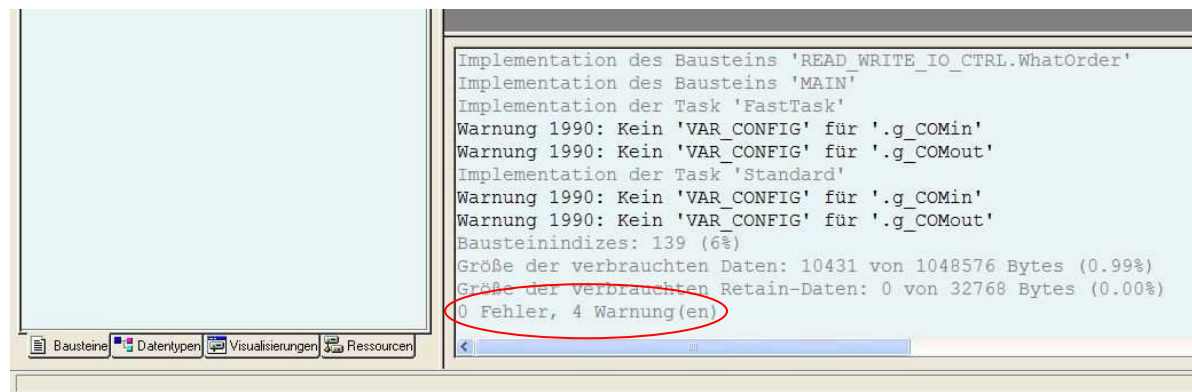 Implementation des Bausteins 'READ_WRITE_IO_CTRL.WhatOrder'
Implementation des Bausteins 'MAIN'
Implementation der Task 'FastTask'
Warnung 1990: Kein 'VAR_CONFIG' für '.g_COMin'
Warnung 1990: Kein 'VAR_CONFIG' für '.g_COMout'
Implementation der Task 'Standard'
Warnung 1990: Kein 'VAR_CONFIG' für '.g_COMin'
Warnung 1990: Kein 'VAR_CONFIG' für '.g_COMout'
Bausteinindizes: 139 (6%)
Größe der verbrauchten Daten: 10431 von 1048576 Bytes (0.99%)
Größe der verbrauchten Retain-Daten: 0 von 32768 Bytes (0.00%)
0 Fehler, 4 Warnung(en)
Bausteine Datentypen Visualisierungen Ressourcen